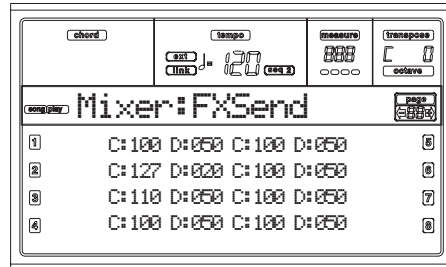 chord
tempo
measure
transpose
ext
link
♩= 120
seq 2
888
C 0
octave
song play
Mixer:FXSend
page
88
1 C:100 D:050 C:100 D:050 5
2 C:127 D:020 C:100 D:050 6
3 C:110 D:050 C:100 D:050 7
4 C:100 D:050 C:100 D:050 8